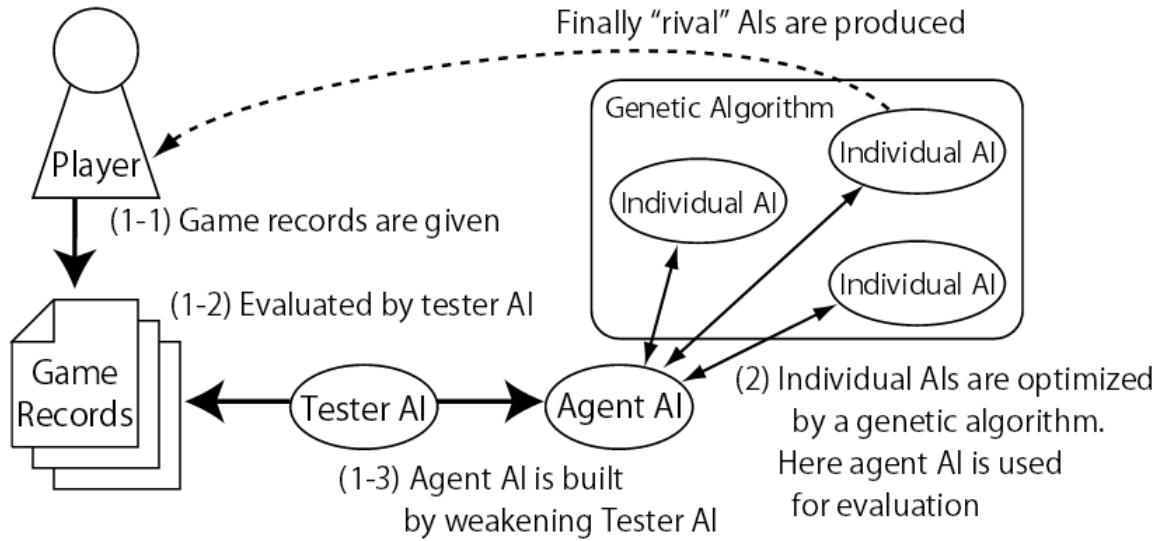 Finally “rival” AIs are produced
Genetic Algorithm
Individual AI
Individual AI
Individual AI
Player
(1-1) Game records are given
(1-2) Evaluated by tester AI
Game
Records
Tester AI
Agent AI
(1-3) Agent AI is built
by weakening Tester AI
(2) Individual AIs are optimized
by a genetic algorithm.
Here agent AI is used
for evaluation